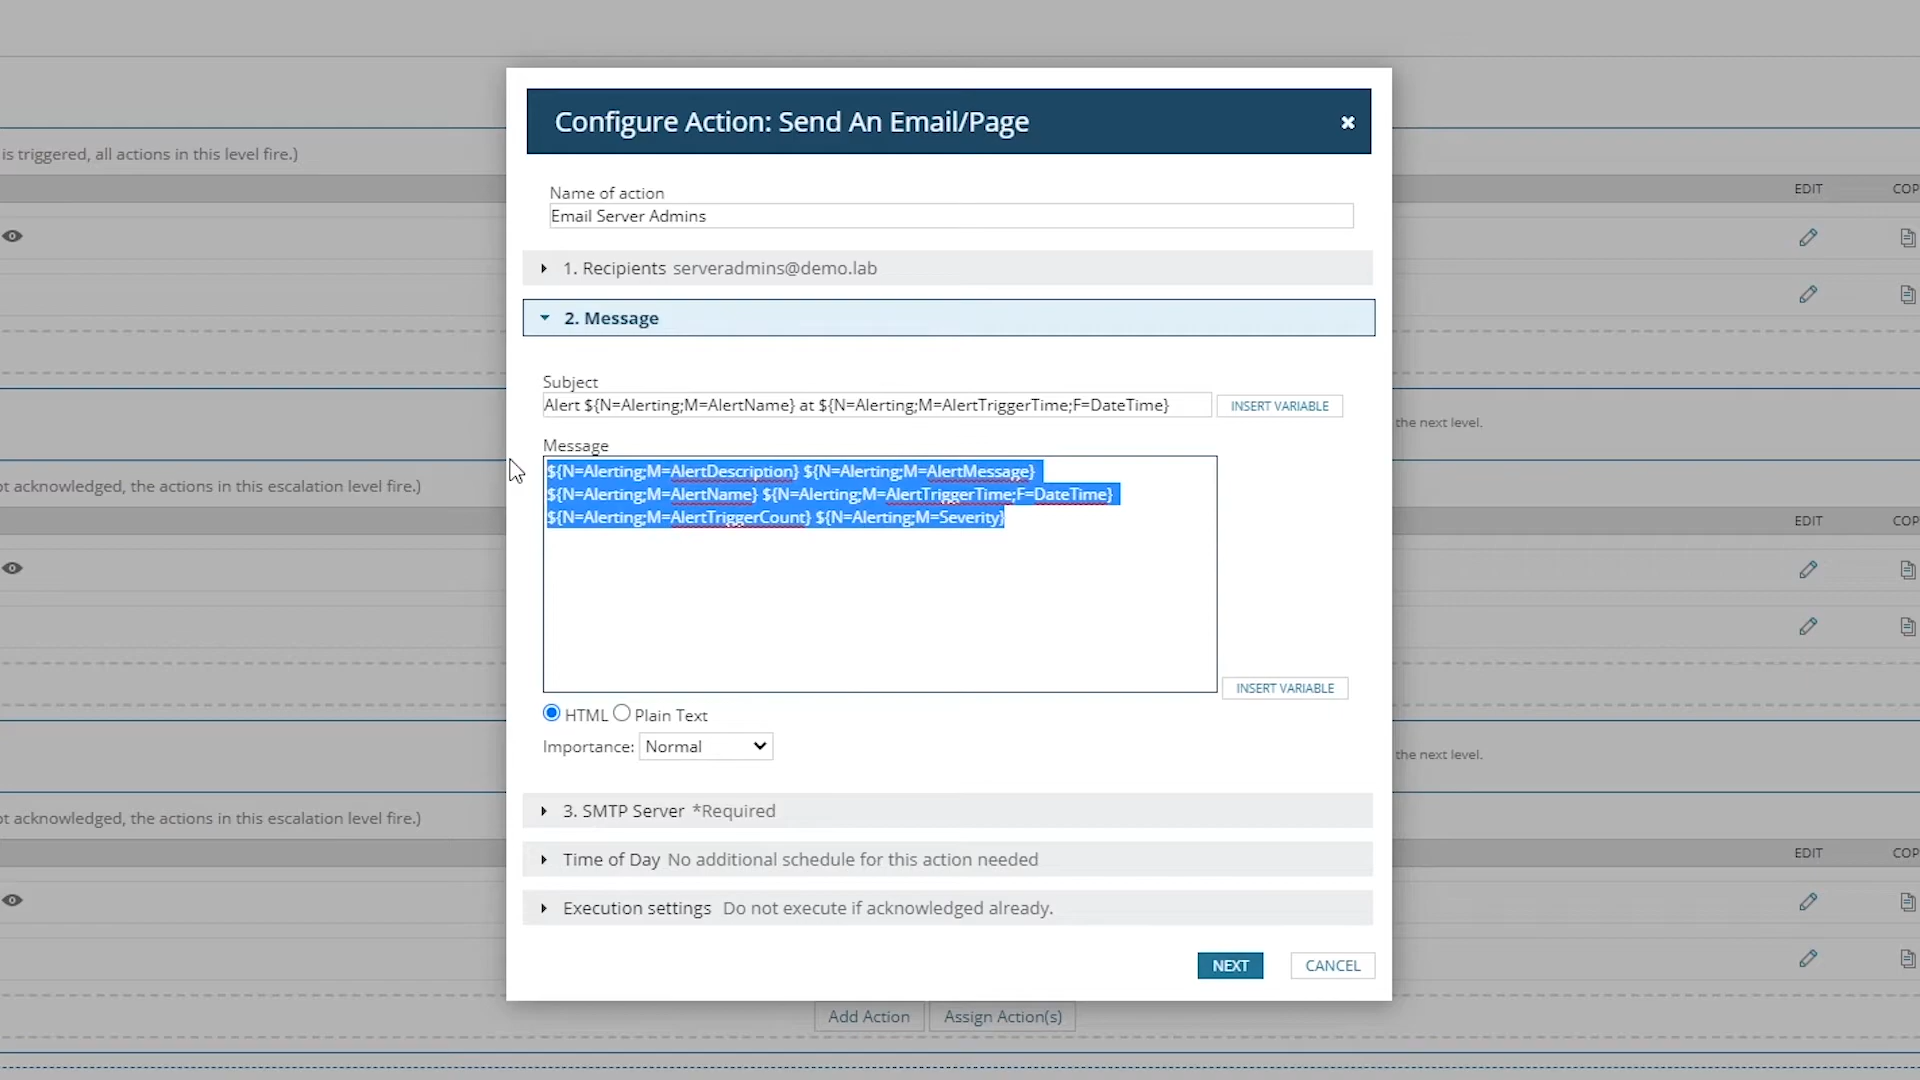 Configure Action: Send An Email/Page
Name of action
Email Server Admins
1. Recipients serveradmins@demo.lab
2. Message
Subject
Alert ${N=Alerting;M=AlertName} at ${N=Alerting;M=AlertTriggerTime;F=DateTime}
INSERT VARIABLE
Message
${N=Alerting;M=AlertDescription} ${N=Alerting;M=AlertMessage}
${N=Alerting;M=AlertName} ${N=Alerting;M=AlertTriggerTime;F=DateTime}
${N=Alerting;M=AlertTriggerCount} ${N=Alerting;M=Severity}
INSERT VARIABLE
HTML Plain Text
Importance: Normal
3. SMTP Server *Required
Time of Day No additional schedule for this action needed
Execution settings Do not execute if acknowledged already.
NEXT CANCEL
is triggered, all actions in this level fire.)
EDIT COP
the next level.
ot acknowledged, the actions in this escalation level fire.)
EDIT COP
the next level.
ot acknowledged, the actions in this escalation level fire.)
EDIT COP
Add Action Assign Action(s)